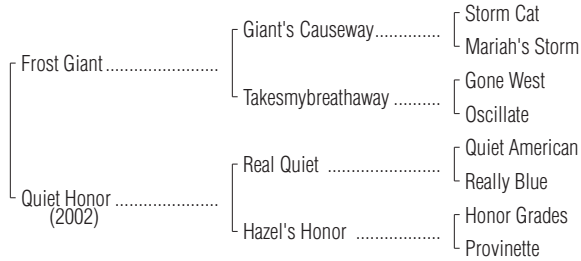 Storm Cat
Giant's Causeway..............
Mariah's Storm
Frost Giant........................
Gone West
Takesmybreathaway ..........
Oscillate
Quiet American
Real Quiet ........................
Really Blue
Quiet Honor ......................
(2002)
Honor Grades
Hazel's Honor ....................
Provinette